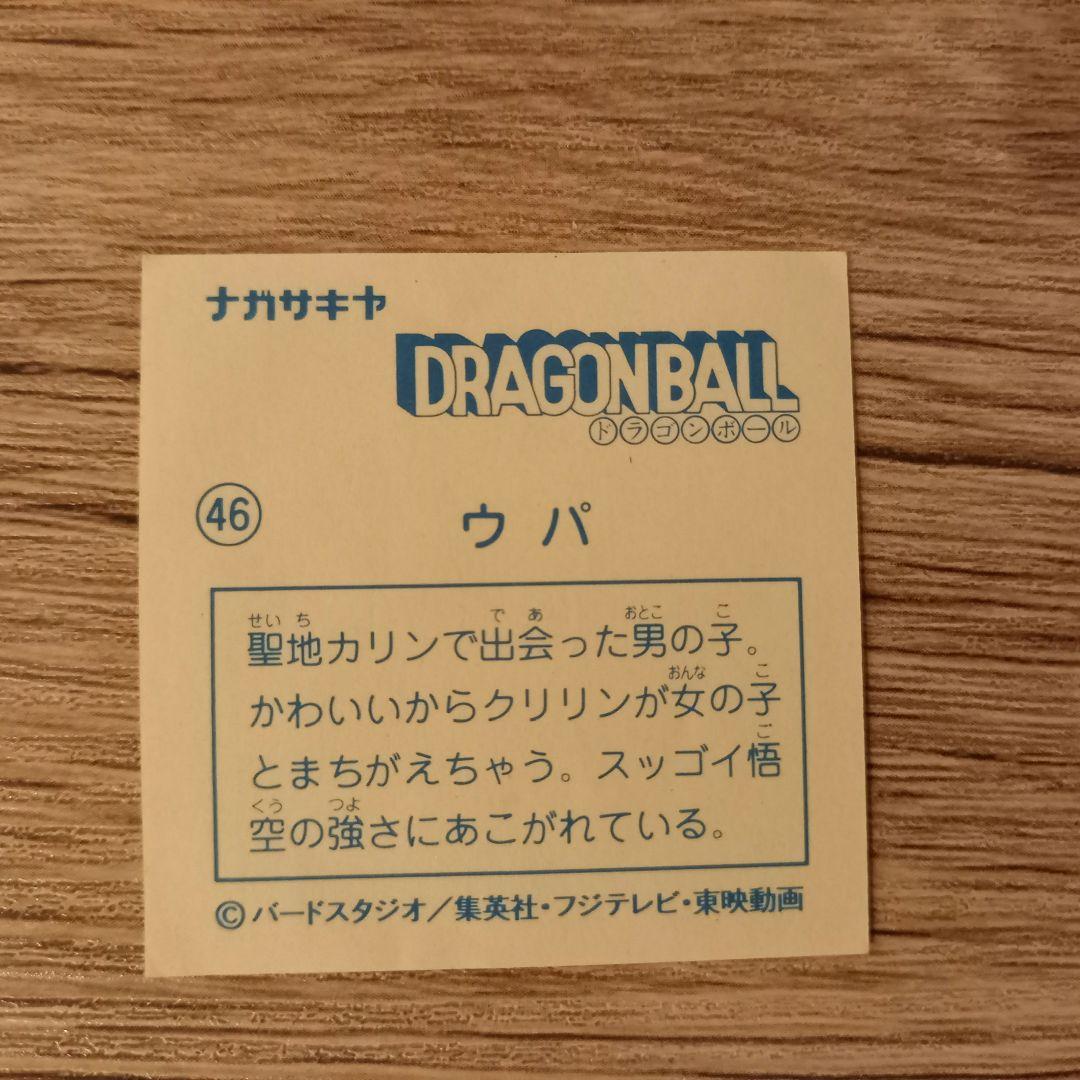 ナガサキヤ
DRAGONBALL
ドラゴンボール
46
ウパ
せいち で あ おとこ こ
聖地カリンで出会った男の子。
おんな こ
かわいいからクリリンが女の子
ご
とまちがえちゃう。スッゴイ悟
くう つよ
空の強さにあこがれている。
©バードスタジオ/集英社・フジテレビ・東映動画